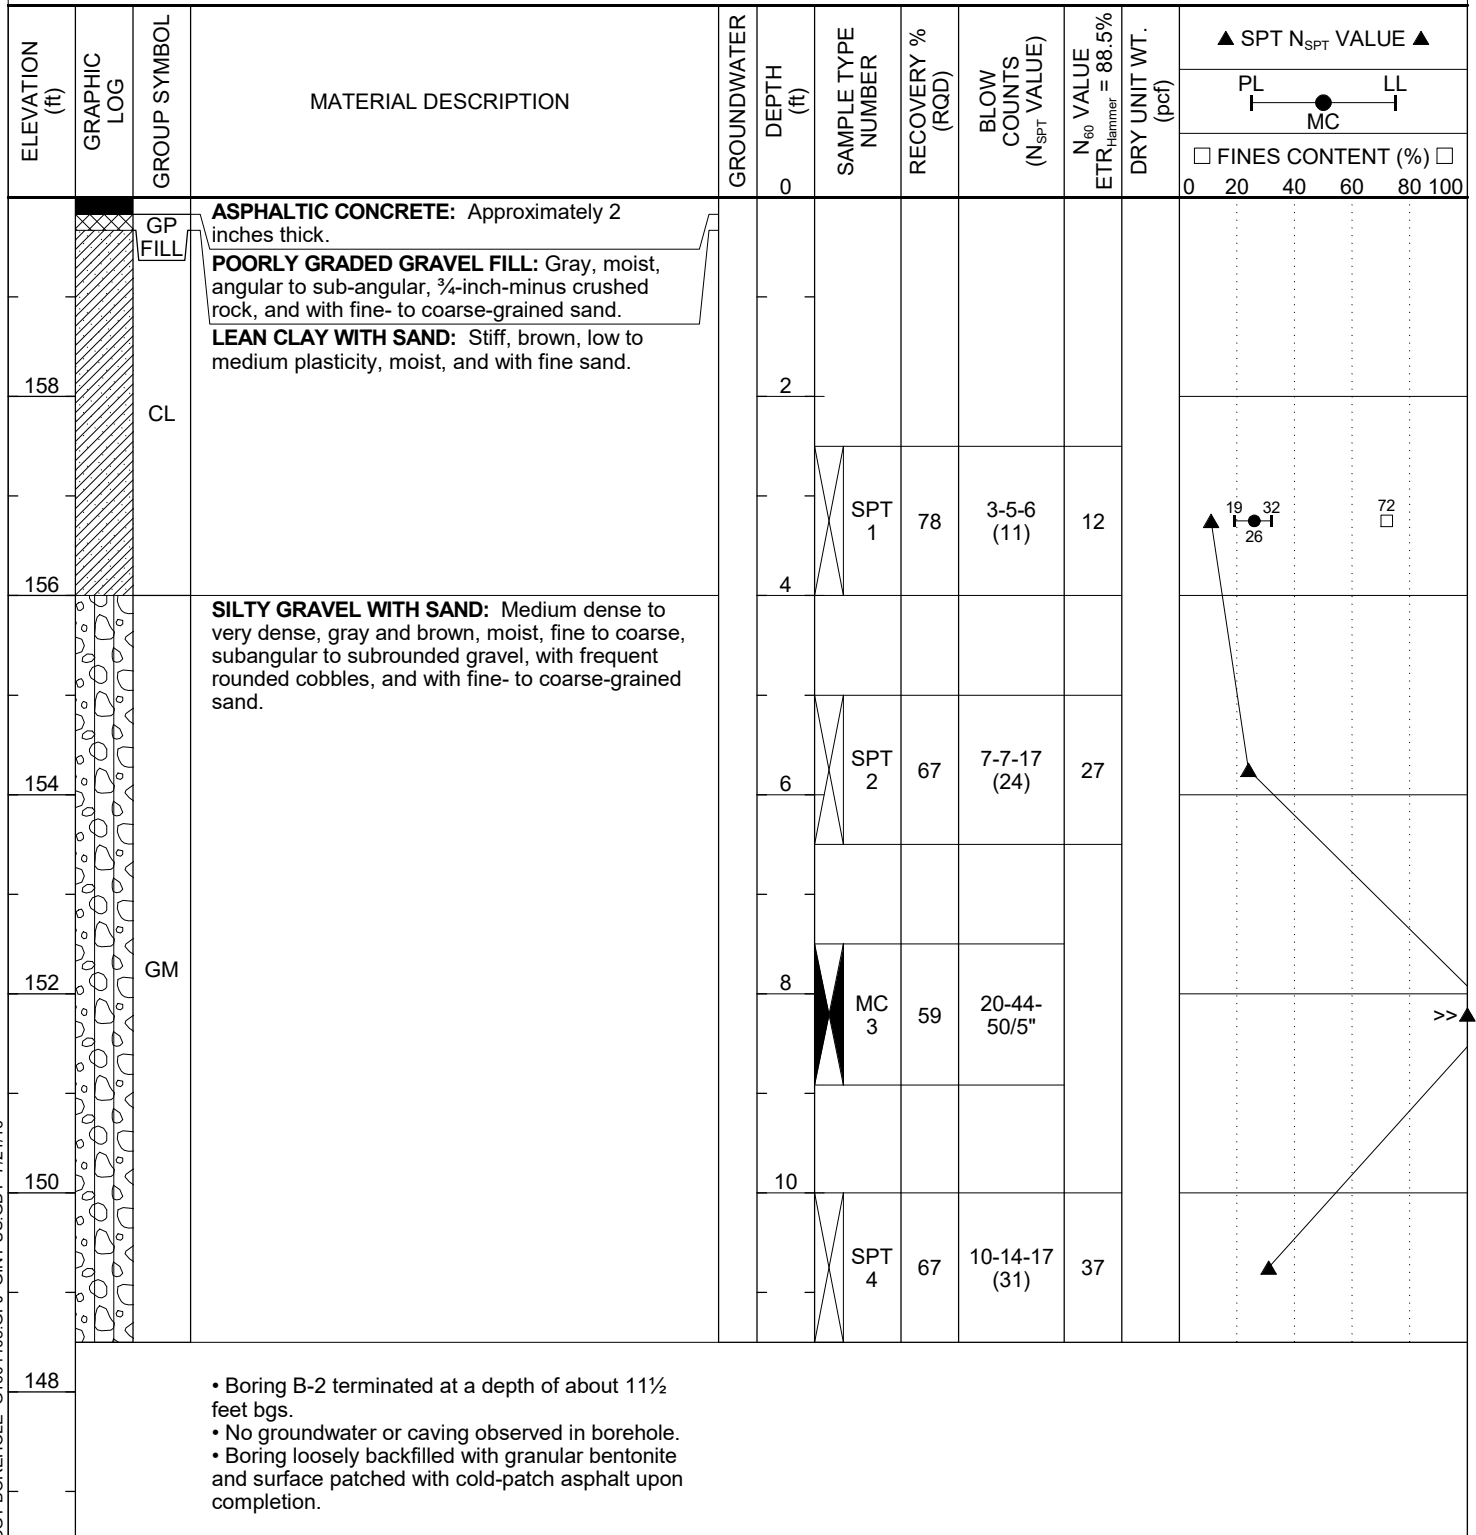 ELEVATION
(ft)
GRAPHIC
LOG
GROUP SYMBOL
MATERIAL DESCRIPTION
GROUNDWATER
DEPTH
(ft)
0
SAMPLE TYPE
NUMBER
RECOVERY %
(RQD)
BLOW
COUNTS
(N_SPT VALUE)
N_60 VALUE
ETR_Hammer = 88.5%
DRY UNIT WT.
(pcf)
▲ SPT N_SPT VALUE ▲
PL LL
MC
□ FINES CONTENT (%) □
0 20 40 60 80 100
GP
FILL
ASPHALTIC CONCRETE: Approximately 2
inches thick.
POORLY GRADED GRAVEL FILL: Gray, moist,
angular to sub-angular, ¾-inch-minus crushed
rock, and with fine- to coarse-grained sand.
LEAN CLAY WITH SAND: Stiff, brown, low to
medium plasticity, moist, and with fine sand.
158
2
CL
SPT
1
78
3-5-6
(11)
12
19 32
26
72
156
4
SILTY GRAVEL WITH SAND: Medium dense to
very dense, gray and brown, moist, fine to coarse,
subangular to subrounded gravel, with frequent
rounded cobbles, and with fine- to coarse-grained
sand.
SPT
2
67
7-7-17
(24)
27
154
6
GM
152
8
MC
3
59
20-44-
50/5"
>>▲
150
10
SPT
4
67
10-14-17
(31)
37
148
• Boring B-2 terminated at a depth of about 11½
feet bgs.
• No groundwater or caving observed in borehole.
• Boring loosely backfilled with granular bentonite
and surface patched with cold-patch asphalt upon
completion.